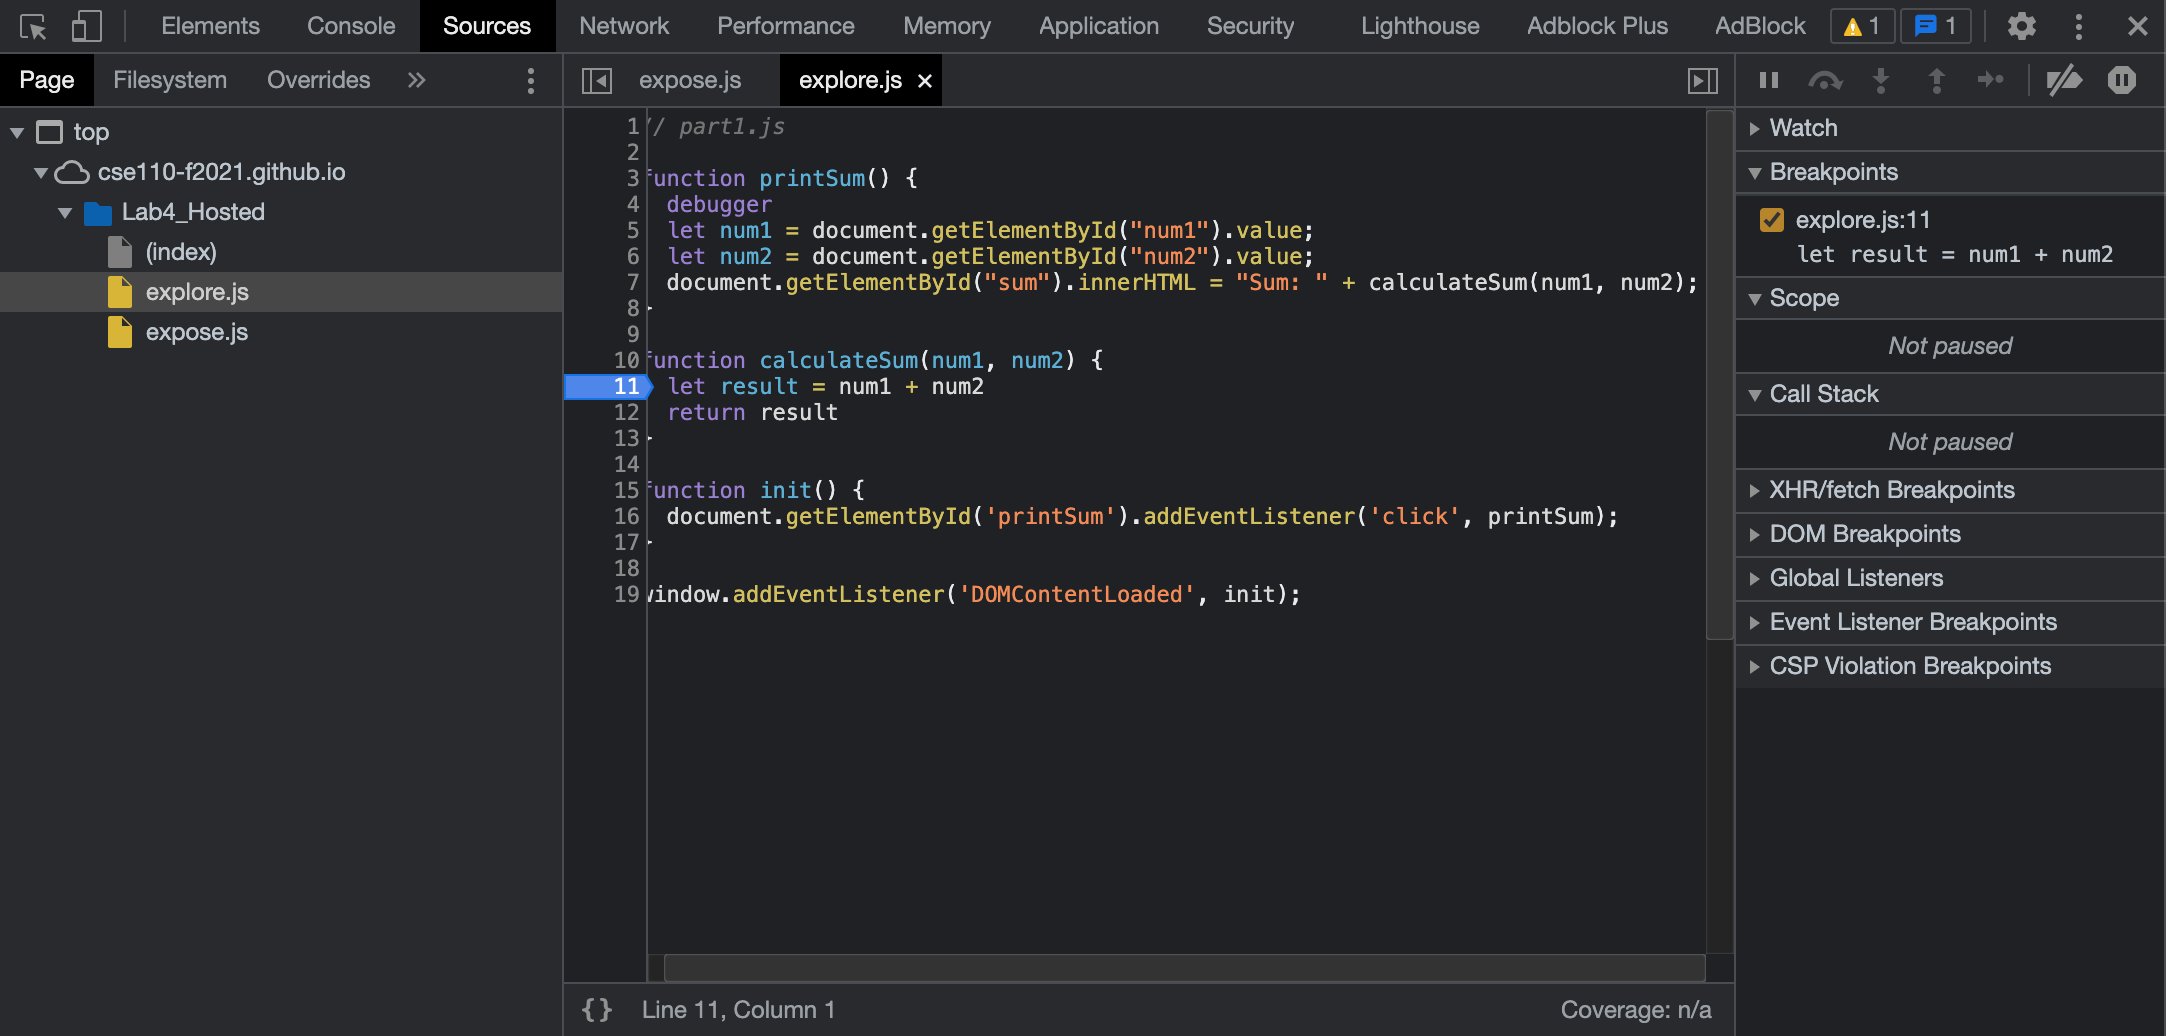 Elements Console Sources Network Performance Memory Application Security Lighthouse Adblock Plus AdBlock 1 1
Page Filesystem Overrides »
top
cse110-f2021.github.io
Lab4_Hosted
(index)
explore.js
expose.js
expose.js explore.js ×
1 // part1.js
2
3 function printSum() {
4 debugger
5 let num1 = document.getElementById("num1").value;
6 let num2 = document.getElementById("num2").value;
7 document.getElementById("sum").innerHTML = "Sum: " + calculateSum(num1, num2);
8 }
9
10 function calculateSum(num1, num2) {
11 let result = num1 + num2
12 return result
13 }
14
15 function init() {
16 document.getElementById('printSum').addEventListener('click', printSum);
17 }
18
19 window.addEventListener('DOMContentLoaded', init);
{} Line 11, Column 1 Coverage: n/a
Watch
Breakpoints
explore.js:11
let result = num1 + num2
Scope
Not paused
Call Stack
Not paused
XHR/fetch Breakpoints
DOM Breakpoints
Global Listeners
Event Listener Breakpoints
CSP Violation Breakpoints